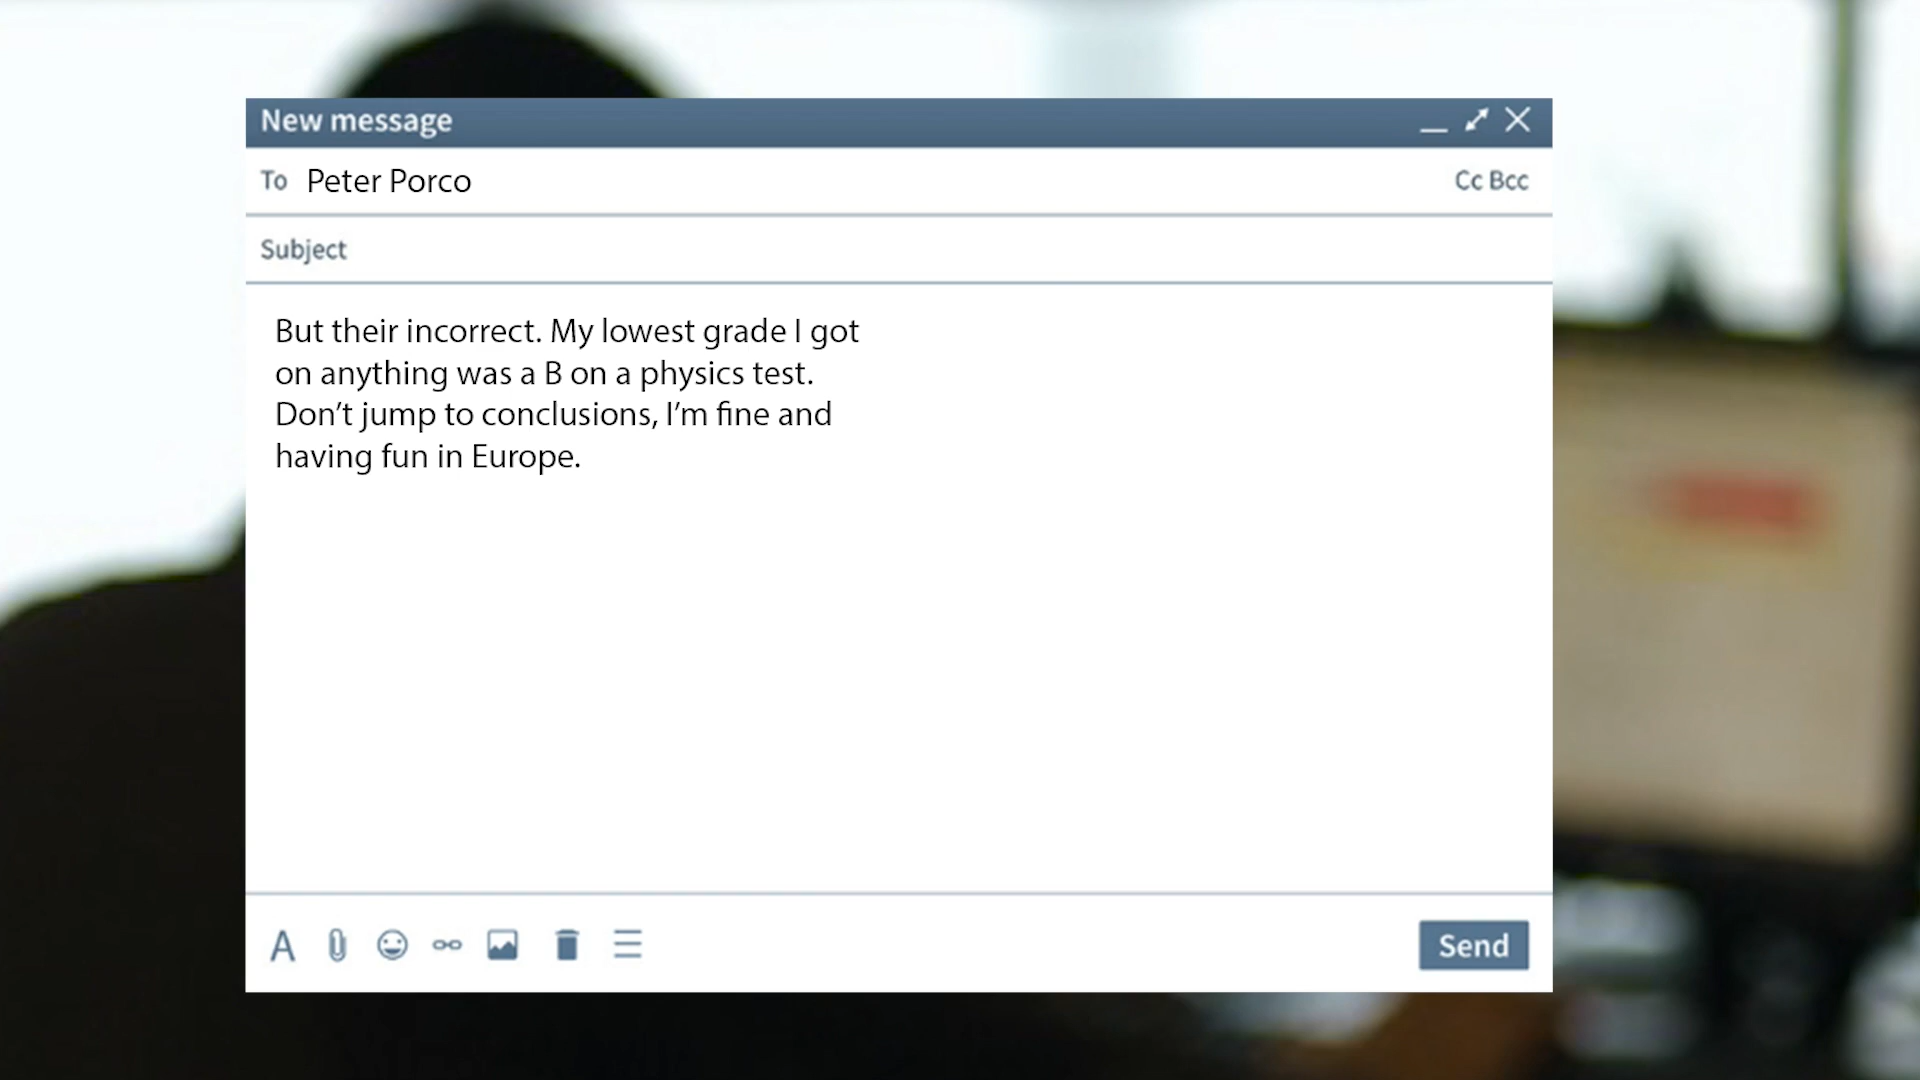 New message
To Peter Porco Cc Bcc
Subject
But their incorrect. My lowest grade I got
on anything was a B on a physics test.
Don't jump to conclusions, I'm fine and
having fun in Europe.
A Send